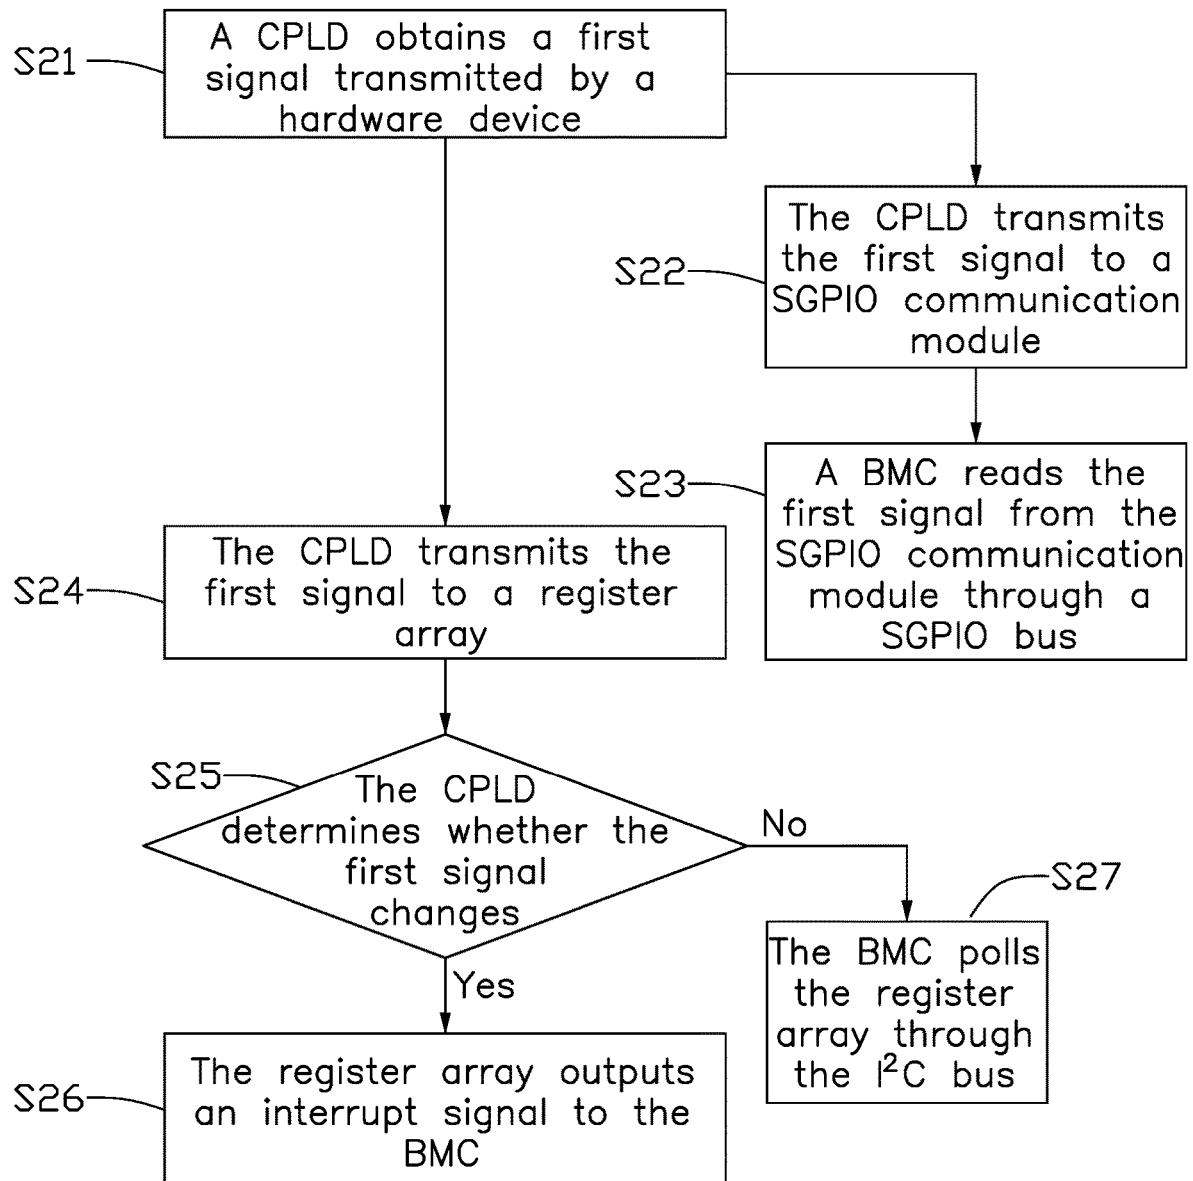 S21
A CPLD obtains a first
signal transmitted by a
hardware device
S22
The CPLD transmits
the first signal to a
SGPIO communication
module
S23
A BMC reads the
first signal from the
SGPIO communication
module through a
SGPIO bus
S24
The CPLD transmits the
first signal to a register
array
S25
The CPLD
determines whether the
first signal
changes
No
S27
The BMC polls
the register
array through
the I²C bus
Yes
S26
The register array outputs
an interrupt signal to the
BMC